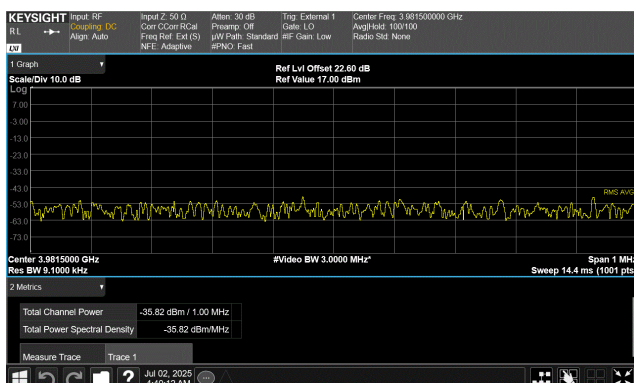 KEYSIGHT Input: RF Input Z: 50 Ω Atten: 30 dB Trig: External 1 Center Freq: 3.981500000 GHz
RL Coupling: DC Corr CCorr RCal Preamp: Off Gate: LO Avg|Hold: 100/100
Align: Auto Freq Ref: Ext (S) µW Path: Standard #IF Gain: Low Radio Std: None
LXI NFE: Adaptive #PNO: Fast
1 Graph
Ref Lvl Offset 22.60 dB
Scale/Div 10.0 dB Ref Value 17.00 dBm
Log
7.00
-3.00
-13.0
-23.0
-33.0
-43.0
RMS AVG
-53.0
-63.0
-73.0
Center 3.9815000 GHz #Video BW 3.0000 MHz* Span 1 MHz
Res BW 9.1000 kHz Sweep 14.4 ms (1001 pts
2 Metrics
Total Channel Power -35.82 dBm / 1.00 MHz
Total Power Spectral Density -35.82 dBm/MHz
Measure Trace Trace 1
? Jul 02, 2025